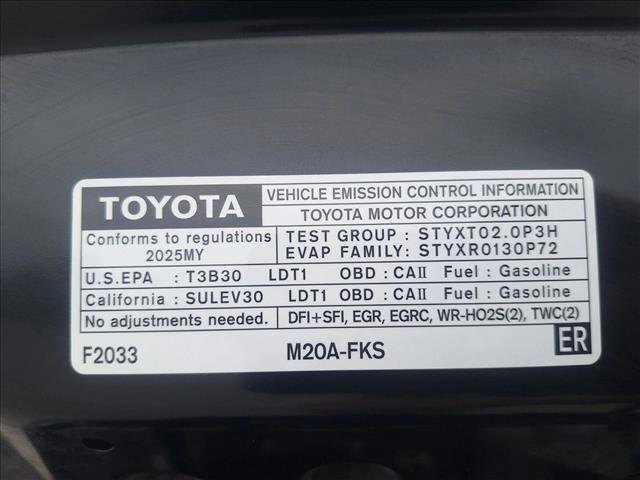 TOYOTA
VEHICLE EMISSION CONTROL INFORMATION
TOYOTA MOTOR CORPORATION
Conforms to regulations
2025MY
TEST GROUP : STYXT02.0P3H
EVAP FAMILY: STYXR0130P72
U.S.EPA : T3B30 LDT1 OBD : CAII Fuel : Gasoline
California : SULEV30 LDT1 OBD : CAII Fuel : Gasoline
No adjustments needed.
DFI+SFI, EGR, EGRC, WR-HO2S(2), TWC(2)
F2033
M20A-FKS
ER